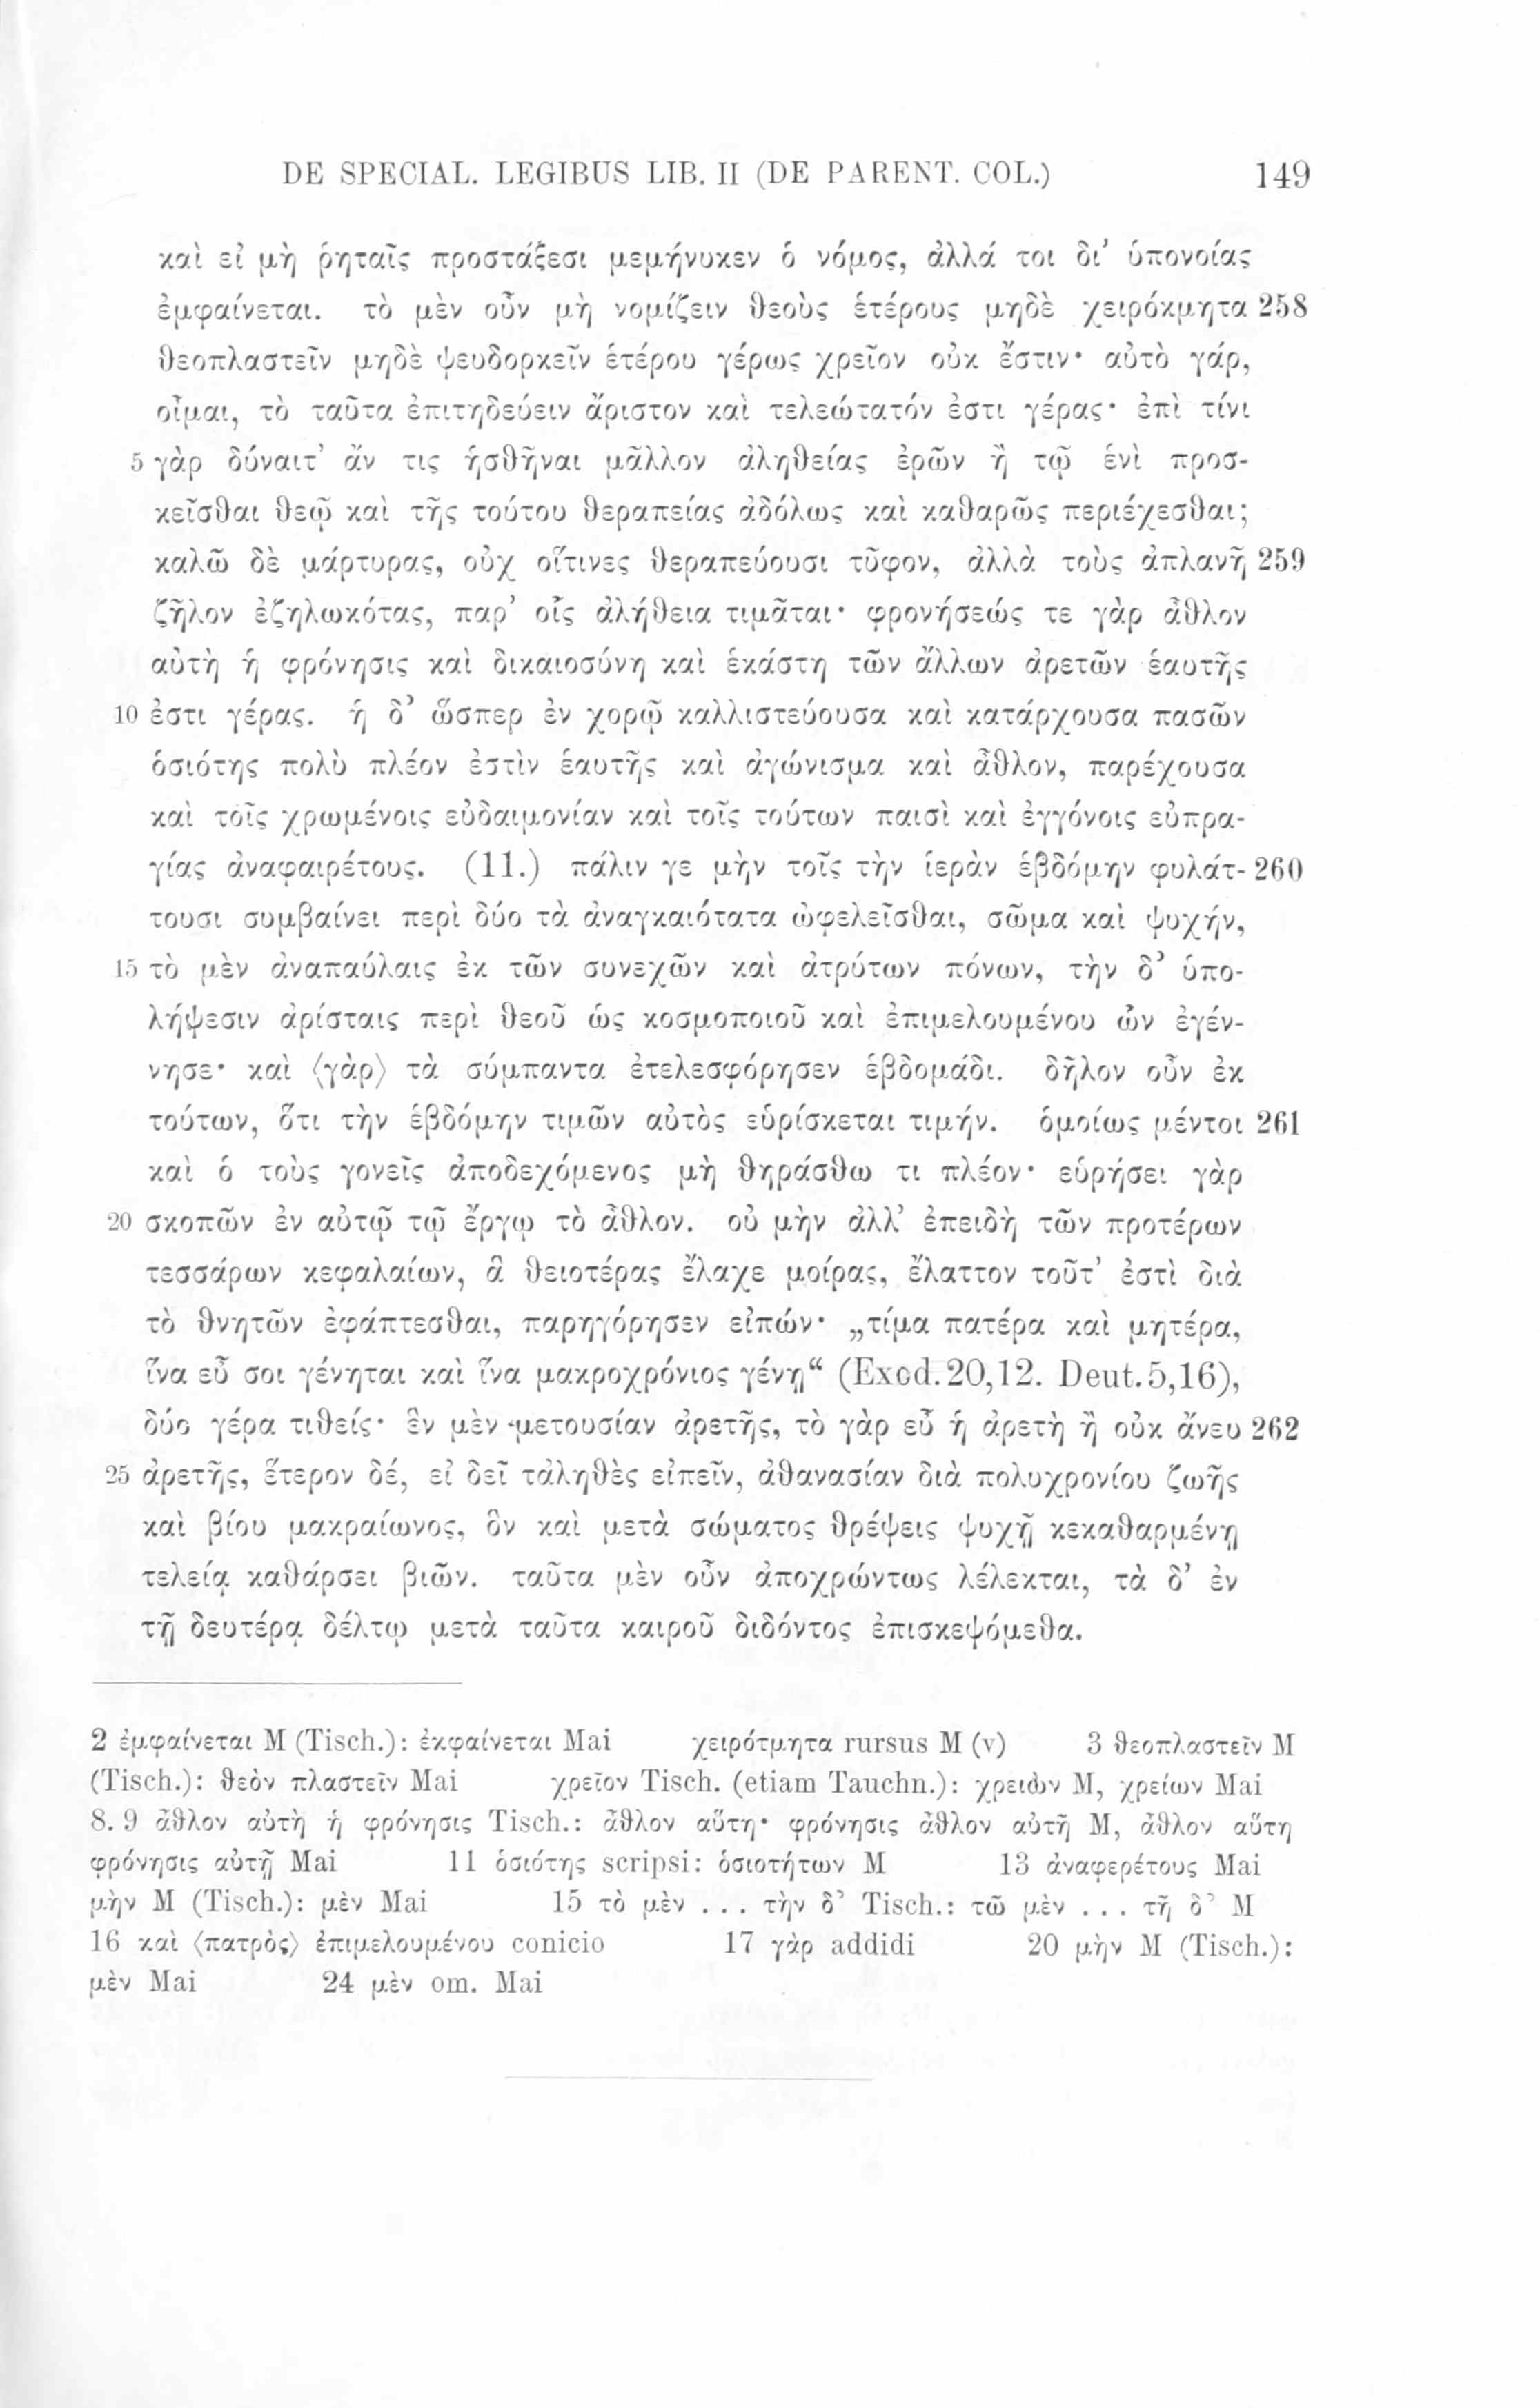 DE SPECIAL. LEGIBUS LIB. II (DE PARENT. COL.) 149
καὶ εἰ μὴ ῥηταῖς προστάξεσι μεμήνυκεν ὁ νόμος, ἀλλά τοι δι’ ὑπονοίας
ἐμφαίνεται. τὸ μὲν οὖν μὴ νομίζειν θεοὺς ἑτέρους μηδὲ χειρόκμητα 258
θεοπλαστεῖν μηδὲ ψευδορκεῖν ἑτέρου γέρως χρεῖον οὐκ ἔστιν· αὐτὸ γάρ,
οἶμαι, τὸ ταῦτα ἐπιτηδεύειν ἄριστον καὶ τελεώτατόν ἐστι γέρας· ἐπὶ τίνι
5 γὰρ δύναιτ’ ἄν τις ἡσθῆναι μᾶλλον ἀληθείας ἐρῶν ἢ τῷ ἑνὶ προσ-
κεῖσθαι θεῷ καὶ τῆς τούτου θεραπείας ἀδόλως καὶ καθαρῶς περιέχεσθαι;
καλῶ δὲ μάρτυρας, οὐχ οἵτινες θεραπεύουσι τῦφον, ἀλλὰ τοὺς ἀπλανῆ 259
ζῆλον ἐζηλωκότας, παρ’ οἷς ἀλήθεια τιμᾶται· φρονήσεώς τε γὰρ ἆθλον
αὐτὴ ἡ φρόνησις καὶ δικαιοσύνη καὶ ἑκάστη τῶν ἄλλων ἀρετῶν ἑαυτῆς
10 ἐστι γέρας. ἡ δ’ ὥσπερ ἐν χορῷ καλλιστεύουσα καὶ κατάρχουσα πασῶν
ὁσιότης πολὺ πλέον ἐστὶν ἑαυτῆς καὶ ἀγώνισμα καὶ ἆθλον, παρέχουσα
καὶ τοῖς χρωμένοις εὐδαιμονίαν καὶ τοῖς τούτων παισὶ καὶ ἐγγόνοις εὐπρα-
γίας ἀναφαιρέτους. (11.) πάλιν γε μὴν τοῖς τὴν ἱερὰν ἑβδόμην φυλάτ- 260
τουσι συμβαίνει περὶ δύο τὰ ἀναγκαιότατα ὠφελεῖσθαι, σῶμα καὶ ψυχήν,
15 τὸ μὲν ἀναπαύλαις ἐκ τῶν συνεχῶν καὶ ἀτρύτων πόνων, τὴν δ’ ὑπο-
λήψεσιν ἀρίσταις περὶ θεοῦ ὡς κοσμοποιοῦ καὶ ἐπιμελουμένου ὧν ἐγέν-
νησε· καὶ ⟨γὰρ⟩ τὰ σύμπαντα ἐτελεσφόρησεν ἑβδομάδι. δῆλον οὖν ἐκ
τούτων, ὅτι τὴν ἑβδόμην τιμῶν αὐτὸς εὑρίσκεται τιμήν. ὁμοίως μέντοι 261
καὶ ὁ τοὺς γονεῖς ἀποδεχόμενος μὴ θηράσθω τι πλέον· εὑρήσει γὰρ
20 σκοπῶν ἐν αὐτῷ τῷ ἔργῳ τὸ ἆθλον. οὐ μὴν ἀλλ’ ἐπειδὴ τῶν προτέρων
τεσσάρων κεφαλαίων, ἃ θειοτέρας ἔλαχε μοίρας, ἔλαττον τοῦτ’ ἐστὶ διὰ
τὸ θνητῶν ἐφάπτεσθαι, παρηγόρησεν εἰπών· „τίμα πατέρα καὶ μητέρα,
ἵνα εὖ σοι γένηται καὶ ἵνα μακροχρόνιος γένῃ“ (Exod. 20,12. Deut. 5,16),
δύο γέρα τιθείς· ἓν μὲν μετουσίαν ἀρετῆς, τὸ γὰρ εὖ ἡ ἀρετὴ ἢ οὐκ ἄνευ 262
25 ἀρετῆς, ἕτερον δέ, εἰ δεῖ τἀληθὲς εἰπεῖν, ἀθανασίαν διὰ πολυχρονίου ζωῆς
καὶ βίου μακραίωνος, ὃν καὶ μετὰ σώματος θρέψεις ψυχῇ κεκαθαρμένῃ
τελείᾳ καθάρσει βιῶν. ταῦτα μὲν οὖν ἀποχρώντως λέλεκται, τὰ δ’ ἐν
τῇ δευτέρᾳ δέλτῳ μετὰ ταῦτα καιροῦ διδόντος ἐπισκεψόμεθα.
2 ἐμφαίνεται M (Tisch.): ἐκφαίνεται Mai χειρότμητα rursus M (v) 3 θεοπλαστεῖν M
(Tisch.): θεὸν πλαστεῖν Mai χρεῖον Tisch. (etiam Tauchn.): χρειὼν M, χρείων Mai
8. 9 ἆθλον αὐτὴ ἡ φρόνησις Tisch.: ἆθλον αὕτη· φρόνησις ἆθλον αὐτῆ M, ἆθλον αὕτη
φρόνησις αὐτῇ Mai 11 ὁσιότης scripsi: ὁσιοτήτων M 13 ἀναφερέτους Mai
μὴν M (Tisch.): μὲν Mai 15 τὸ μὲν . . . τὴν δ’ Tisch.: τῶ μὲν . . . τῆ δ’ M
16 καὶ ⟨πατρὸς⟩ ἐπιμελουμένου conicio 17 γὰρ addidi 20 μὴν M (Tisch.):
μὲν Mai 24 μὲν om. Mai